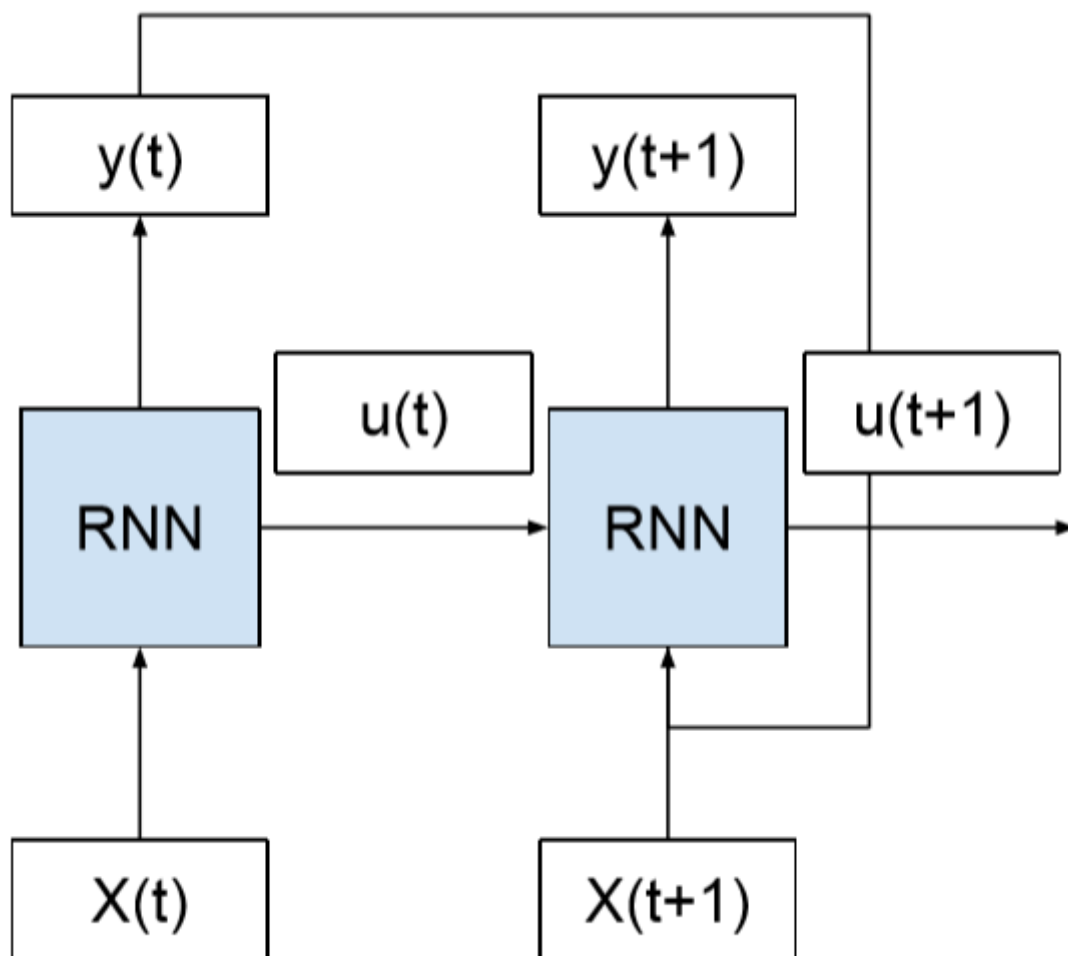 y(t)
y(t+1)
u(t)
u(t+1)
RNN
RNN
X(t)
X(t+1)